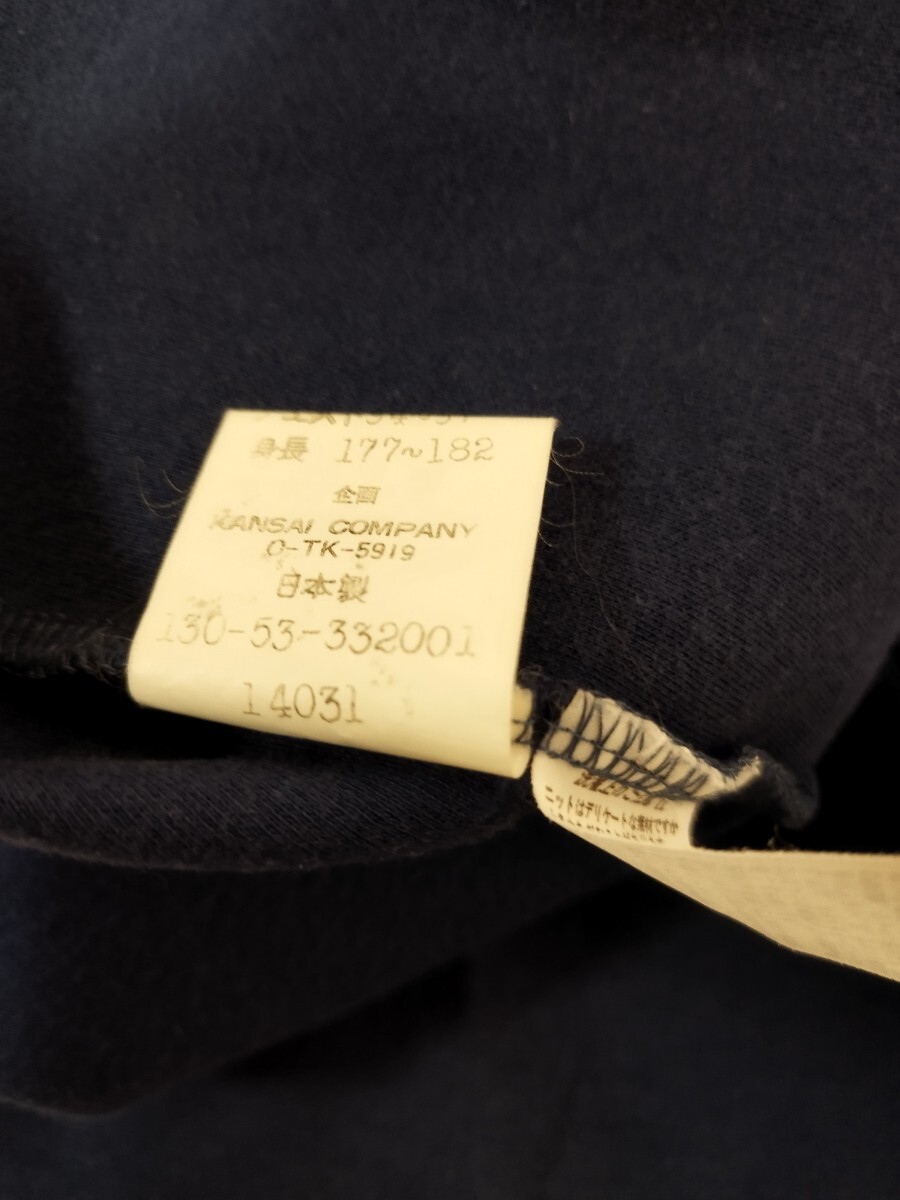 身長 177~182
企画
KANSAI COMPANY
O-TK-5919
日本製
130-53-332001
14031
ニットはデリケートな素材ですか